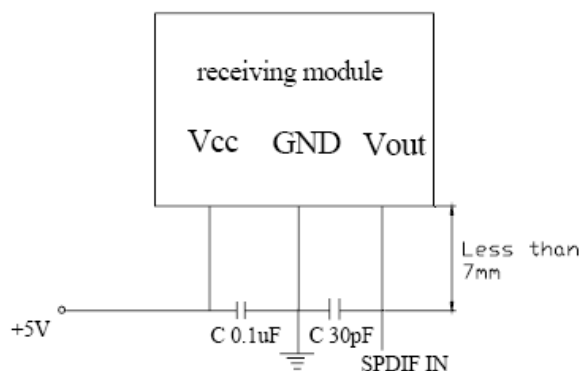 receiving module
Vcc GND Vout
Less than
7mm
+5V
C 0.1uF C 30pF
SPDIF IN